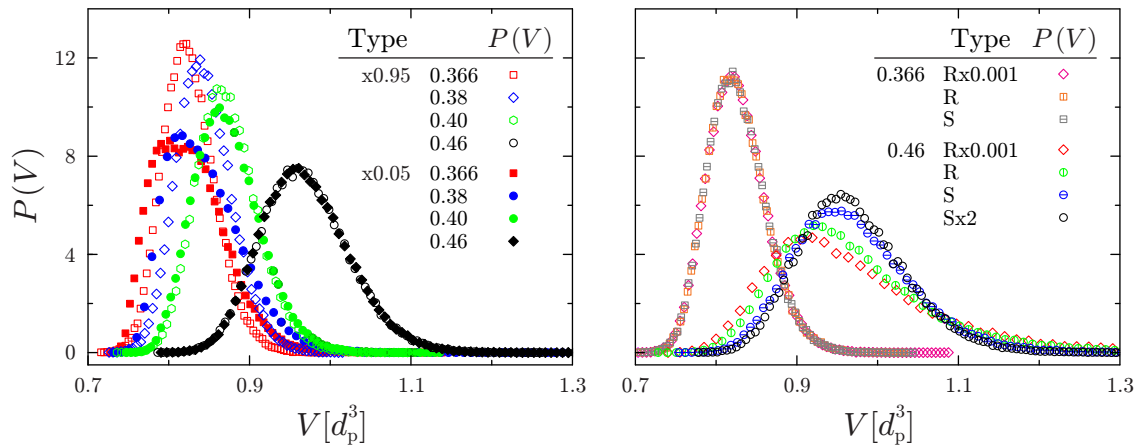 Type P(V)
x0.95 0.366
0.38
0.40
0.46
x0.05 0.366
0.38
0.40
0.46
12
8
4
0
P(V)
0.7 0.9 1.1 1.3
V[d_p^3]
Type P(V)
0.366 Rx0.001
R
S
0.46 Rx0.001
R
S
Sx2
0.7 0.9 1.1 1.3
V[d_p^3]